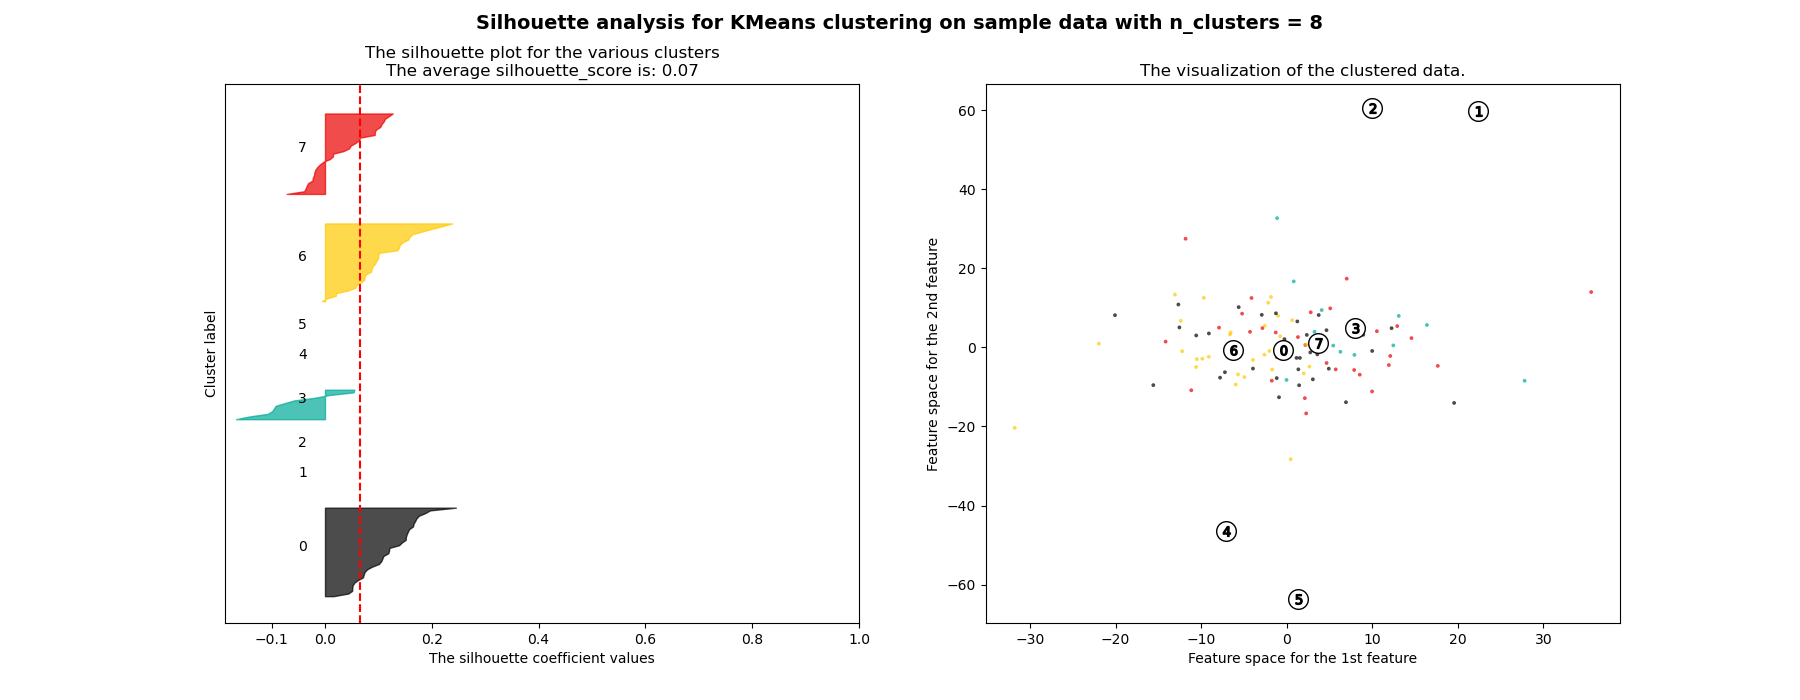 Silhouette analysis for KMeans clustering on sample data with n_clusters = 8
The silhouette plot for the various clusters
The average silhouette_score is: 0.07
Cluster label
7
6
5
4
3
2
1
0
−0.1 0.0 0.2 0.4 0.6 0.8 1.0
The silhouette coefficient values
The visualization of the clustered data.
Feature space for the 2nd feature
60
40
20
0
−20
−40
−60
2 1
3
7
6 0
4
5
−30 −20 −10 0 10 20 30
Feature space for the 1st feature